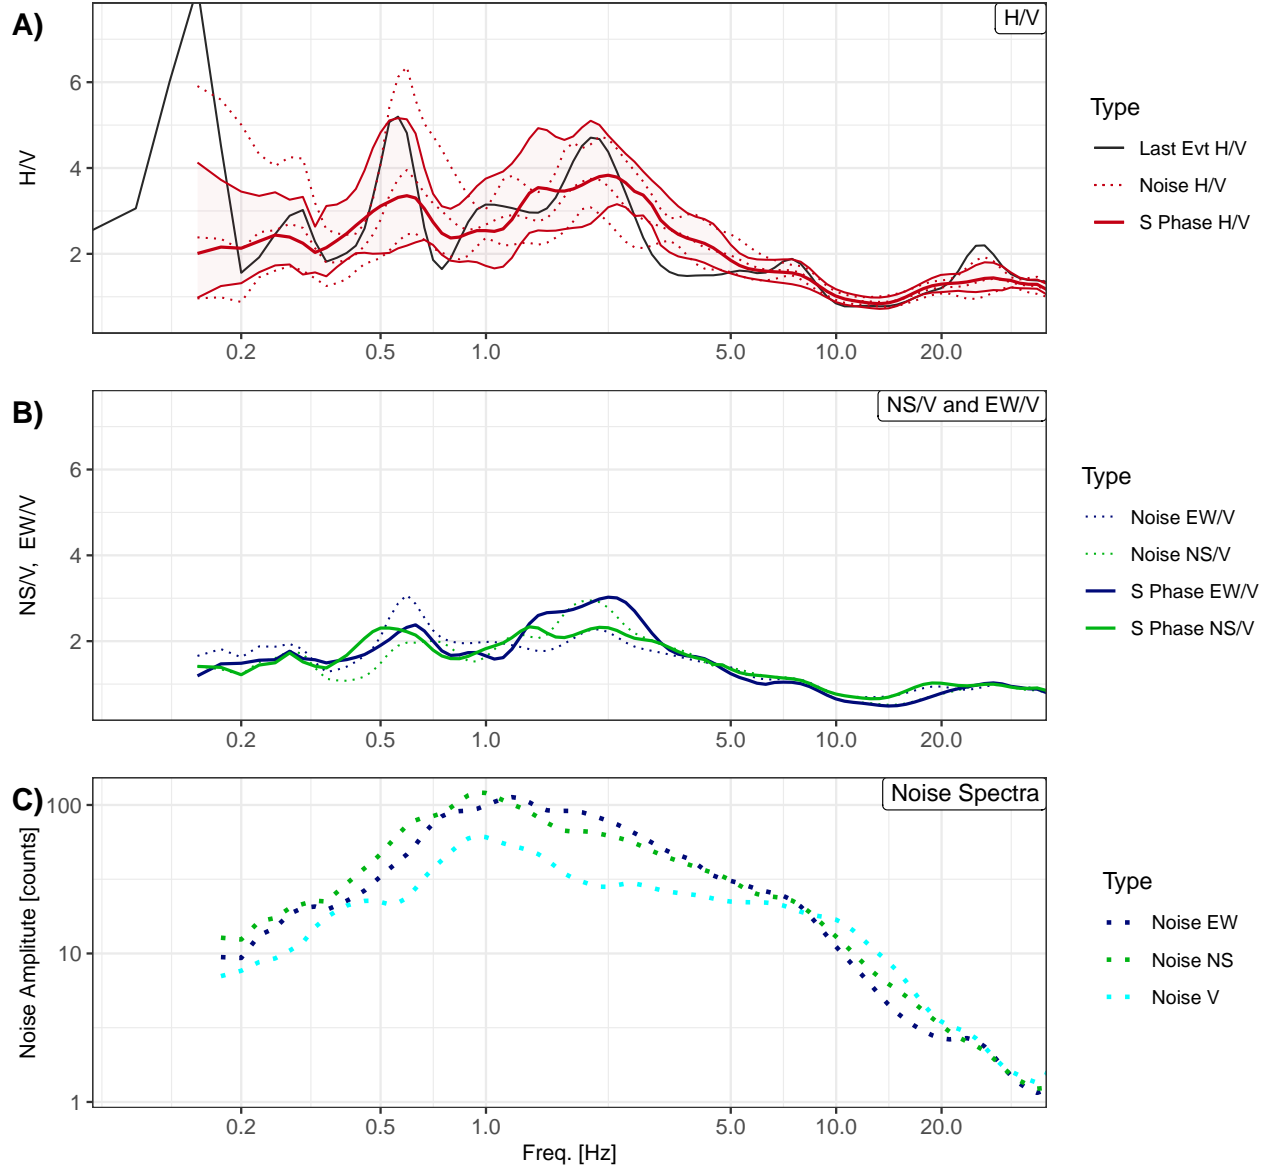 A)
H/V
6
4
2
H/V
0.2 0.5 1.0 5.0 10.0 20.0
Type
Last Evt H/V
Noise H/V
S Phase H/V
B)
NS/V and EW/V
6
4
2
NS/V, EW/V
0.2 0.5 1.0 5.0 10.0 20.0
Type
Noise EW/V
Noise NS/V
S Phase EW/V
S Phase NS/V
C)
Noise Spectra
100
10
1
Noise Amplitute [counts]
0.2 0.5 1.0 5.0 10.0 20.0
Freq. [Hz]
Type
Noise EW
Noise NS
Noise V